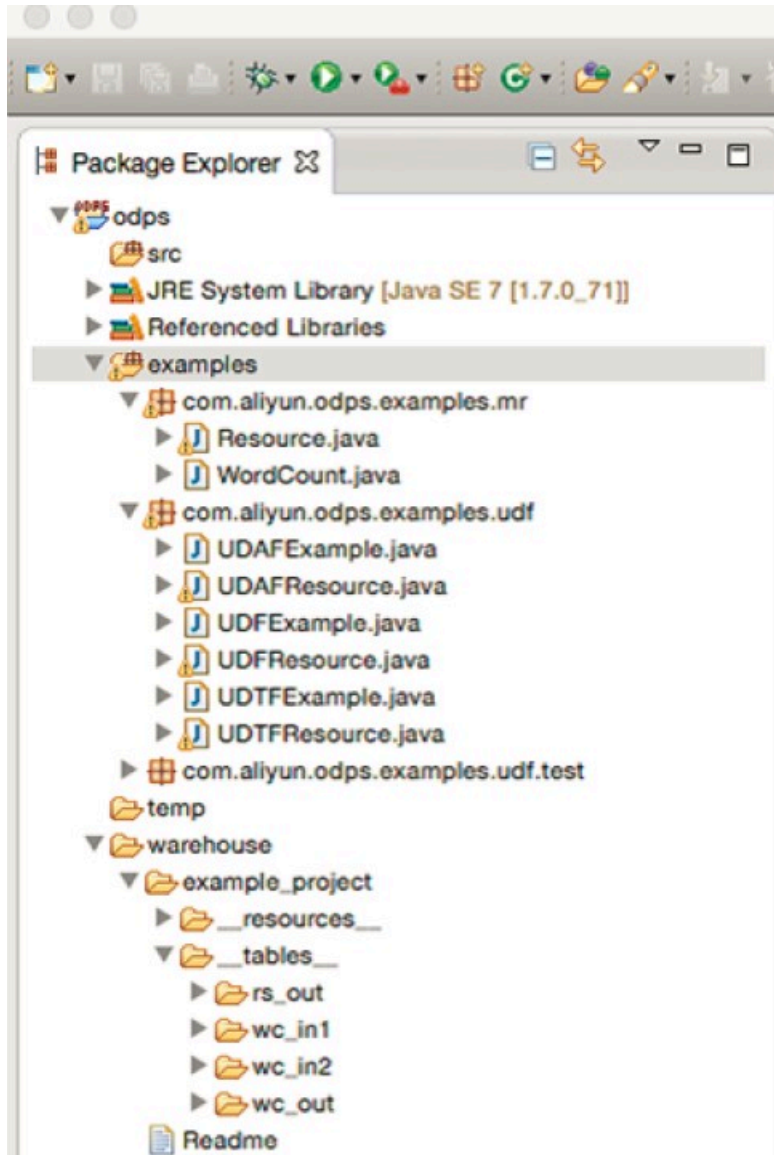 Package Explorer
odps
src
JRE System Library [Java SE 7 [1.7.0_71]]
Referenced Libraries
examples
com.aliyun.odps.examples.mr
Resource.java
WordCount.java
com.aliyun.odps.examples.udf
UDAFExample.java
UDAFResource.java
UDFExample.java
UDFResource.java
UDTFExample.java
UDTFResource.java
com.aliyun.odps.examples.udf.test
temp
warehouse
example_project
__resources__
__tables__
rs_out
wc_in1
wc_in2
wc_out
Readme